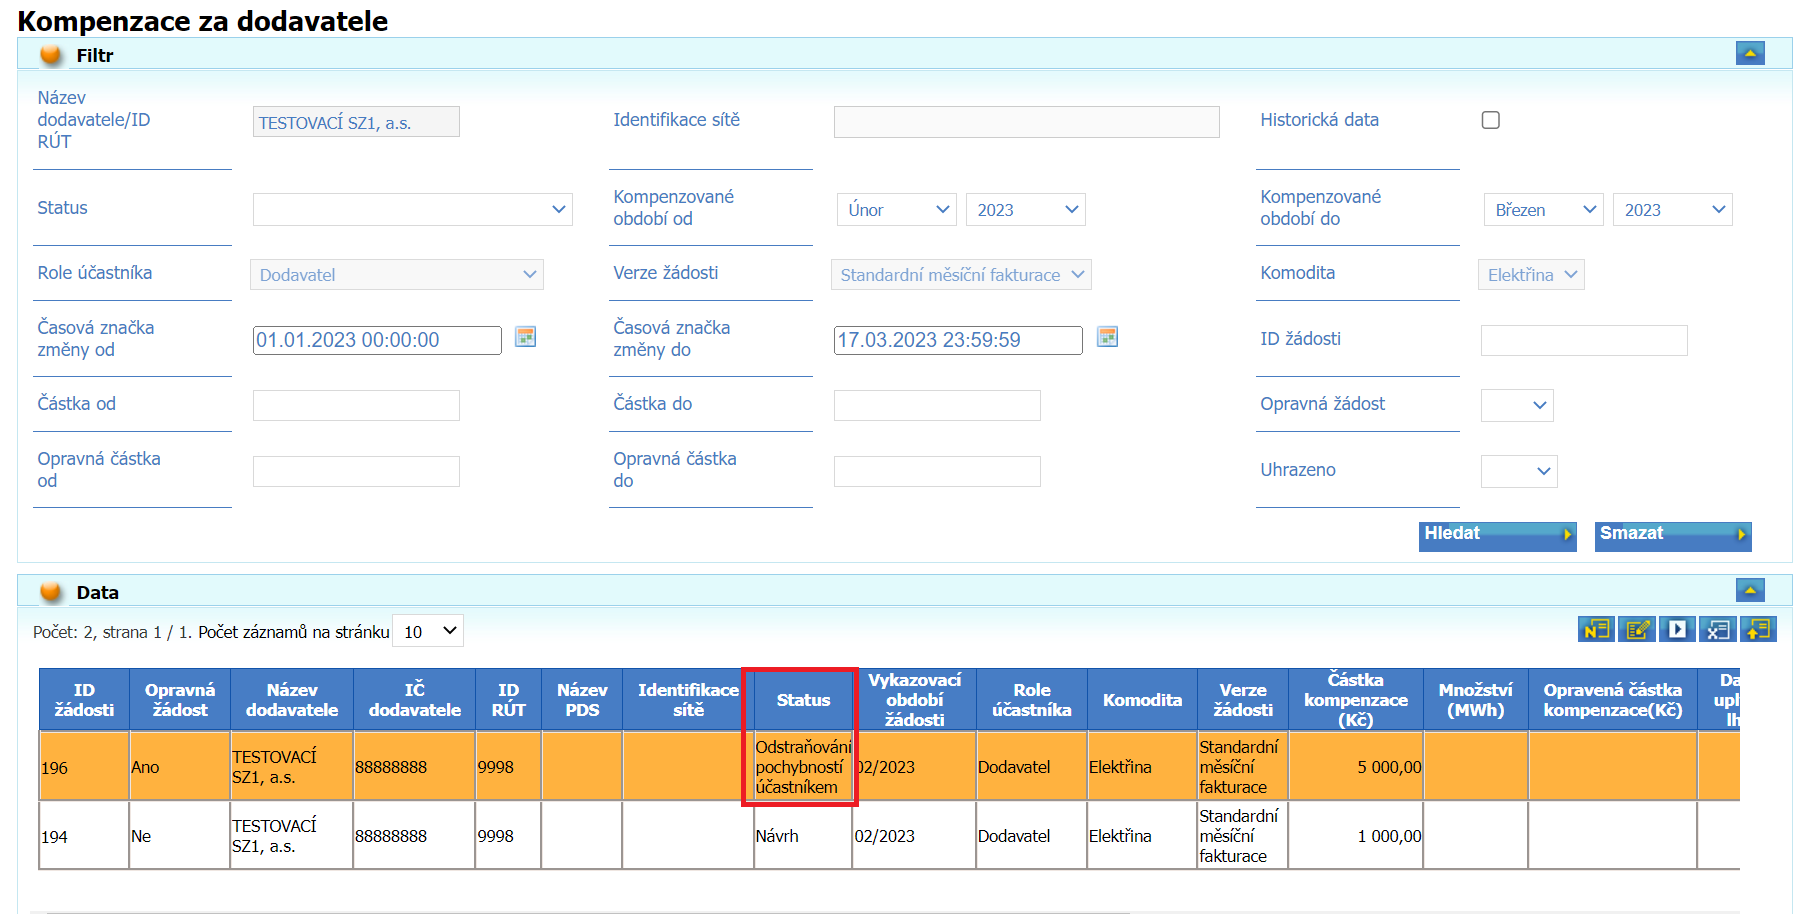 Kompenzace za dodavatele
Filtr
Název
dodavatele/ID
RÚT
TESTOVACÍ SZ1, a.s.
Identifikace sítě
Historická data
Status
Kompenzované
období od
Únor
2023
Kompenzované
období do
Březen
2023
Role účastníka
Dodavatel
Verze žádosti
Standardní měsíční fakturace
Komodita
Elektřina
Časová značka
změny od
01.01.2023 00:00:00
Časová značka
změny do
17.03.2023 23:59:59
ID žádosti
Částka od
Částka do
Opravná žádost
Opravná částka
od
Opravná částka
do
Uhrazeno
Hledat
Smazat
Data
Počet: 2, strana 1 / 1. Počet záznamů na stránku 10
ID
žádosti
Opravná
žádost
Název
dodavatele
IČ
dodavatele
ID
RÚT
Název
PDS
Identifikace
sítě
Status
Vykazovací
období
žádosti
Role
účastníka
Komodita
Verze
žádosti
Částka
kompenzace
(Kč)
Množství
(MWh)
Opravená částka
kompenzace(Kč)
196
Ano
TESTOVACÍ
SZ1, a.s.
88888888
9998
Odstraňování
pochybností
účastníkem
02/2023
Dodavatel
Elektřina
Standardní
měsíční
fakturace
5 000,00
194
Ne
TESTOVACÍ
SZ1, a.s.
88888888
9998
Návrh
02/2023
Dodavatel
Elektřina
Standardní
měsíční
fakturace
1 000,00